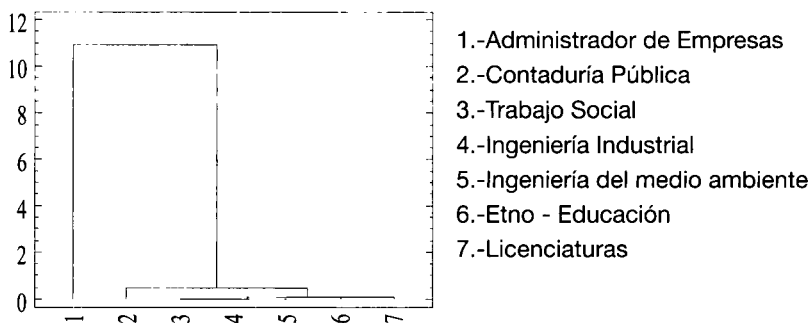 12
10
8
6
4
2
0
1 2 3 4 5 6 7
1.-Administrador de Empresas
2.-Contaduría Pública
3.-Trabajo Social
4.-Ingeniería Industrial
5.-Ingeniería del medio ambiente
6.-Etno - Educación
7.-Licenciaturas